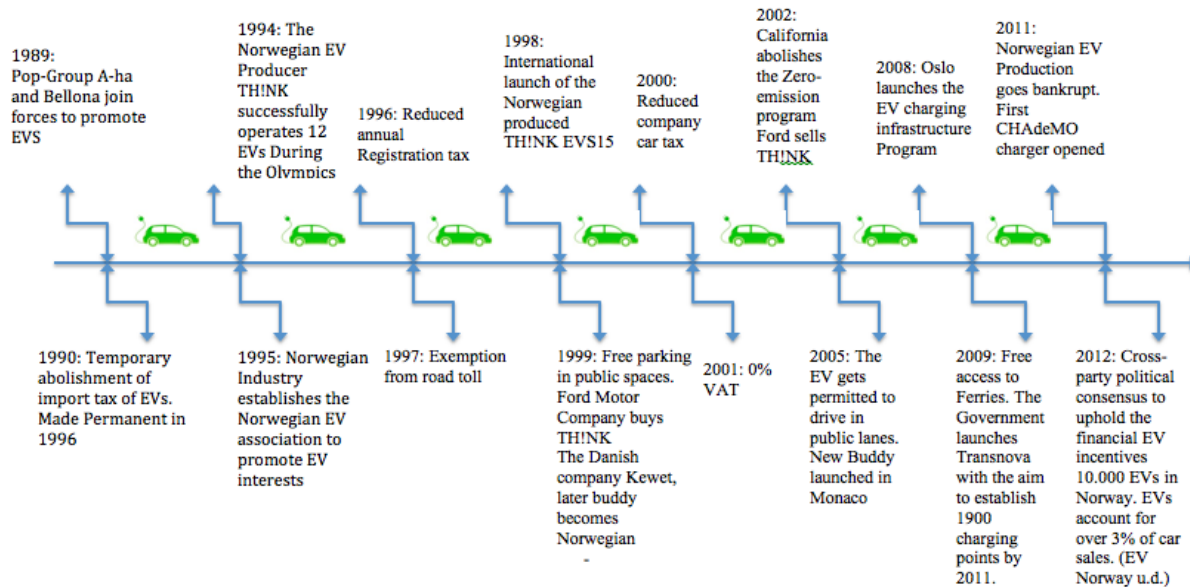 1989:
Pop-Group A-ha
and Bellona join
forces to promote
EVS
1994: The
Norwegian EV
Producer
TH!NK
successfully
operates 12
EVs During
the Olympics
1996: Reduced
annual
Registration tax
1998:
International
launch of the
Norwegian
produced
TH!NK EVS15
2000:
Reduced
company
car tax
2002:
California
abolishes
the Zero-
emission
program
Ford sells
TH!NK
2008: Oslo
launches the
EV charging
infrastructure
Program
2011:
Norwegian EV
Production
goes bankrupt.
First
CHAdeMO
charger opened
1990: Temporary
abolishment of
import tax of EVs.
Made Permanent in
1996
1995: Norwegian
Industry
establishes the
Norwegian EV
association to
promote EV
interests
1997: Exemption
from road toll
1999: Free parking
in public spaces.
Ford Motor
Company buys
TH!NK
The Danish
company Kewet,
later buddy
becomes
Norwegian
-
2001: 0%
VAT
2005: The
EV gets
permitted to
drive in
public lanes.
New Buddy
launched in
Monaco
2009: Free
access to
Ferries. The
Government
launches
Transnova
with the aim
to establish
1900
charging
points by
2011.
2012: Cross-
party political
consensus to
uphold the
financial EV
incentives
10.000 EVs in
Norway. EVs
account for
over 3% of car
sales. (EV
Norway u.d.)